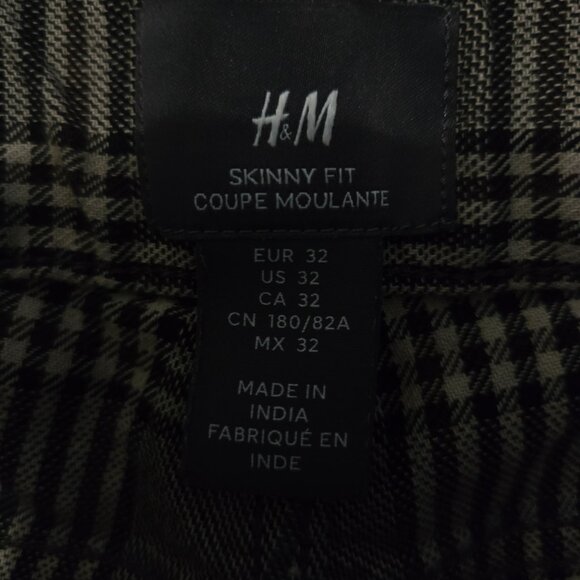 H&M
SKINNY FIT
COUPE MOULANTE
EUR 32
US 32
CA 32
CN 180/82A
MX 32
MADE IN
INDIA
FABRIQUÉ EN
INDE